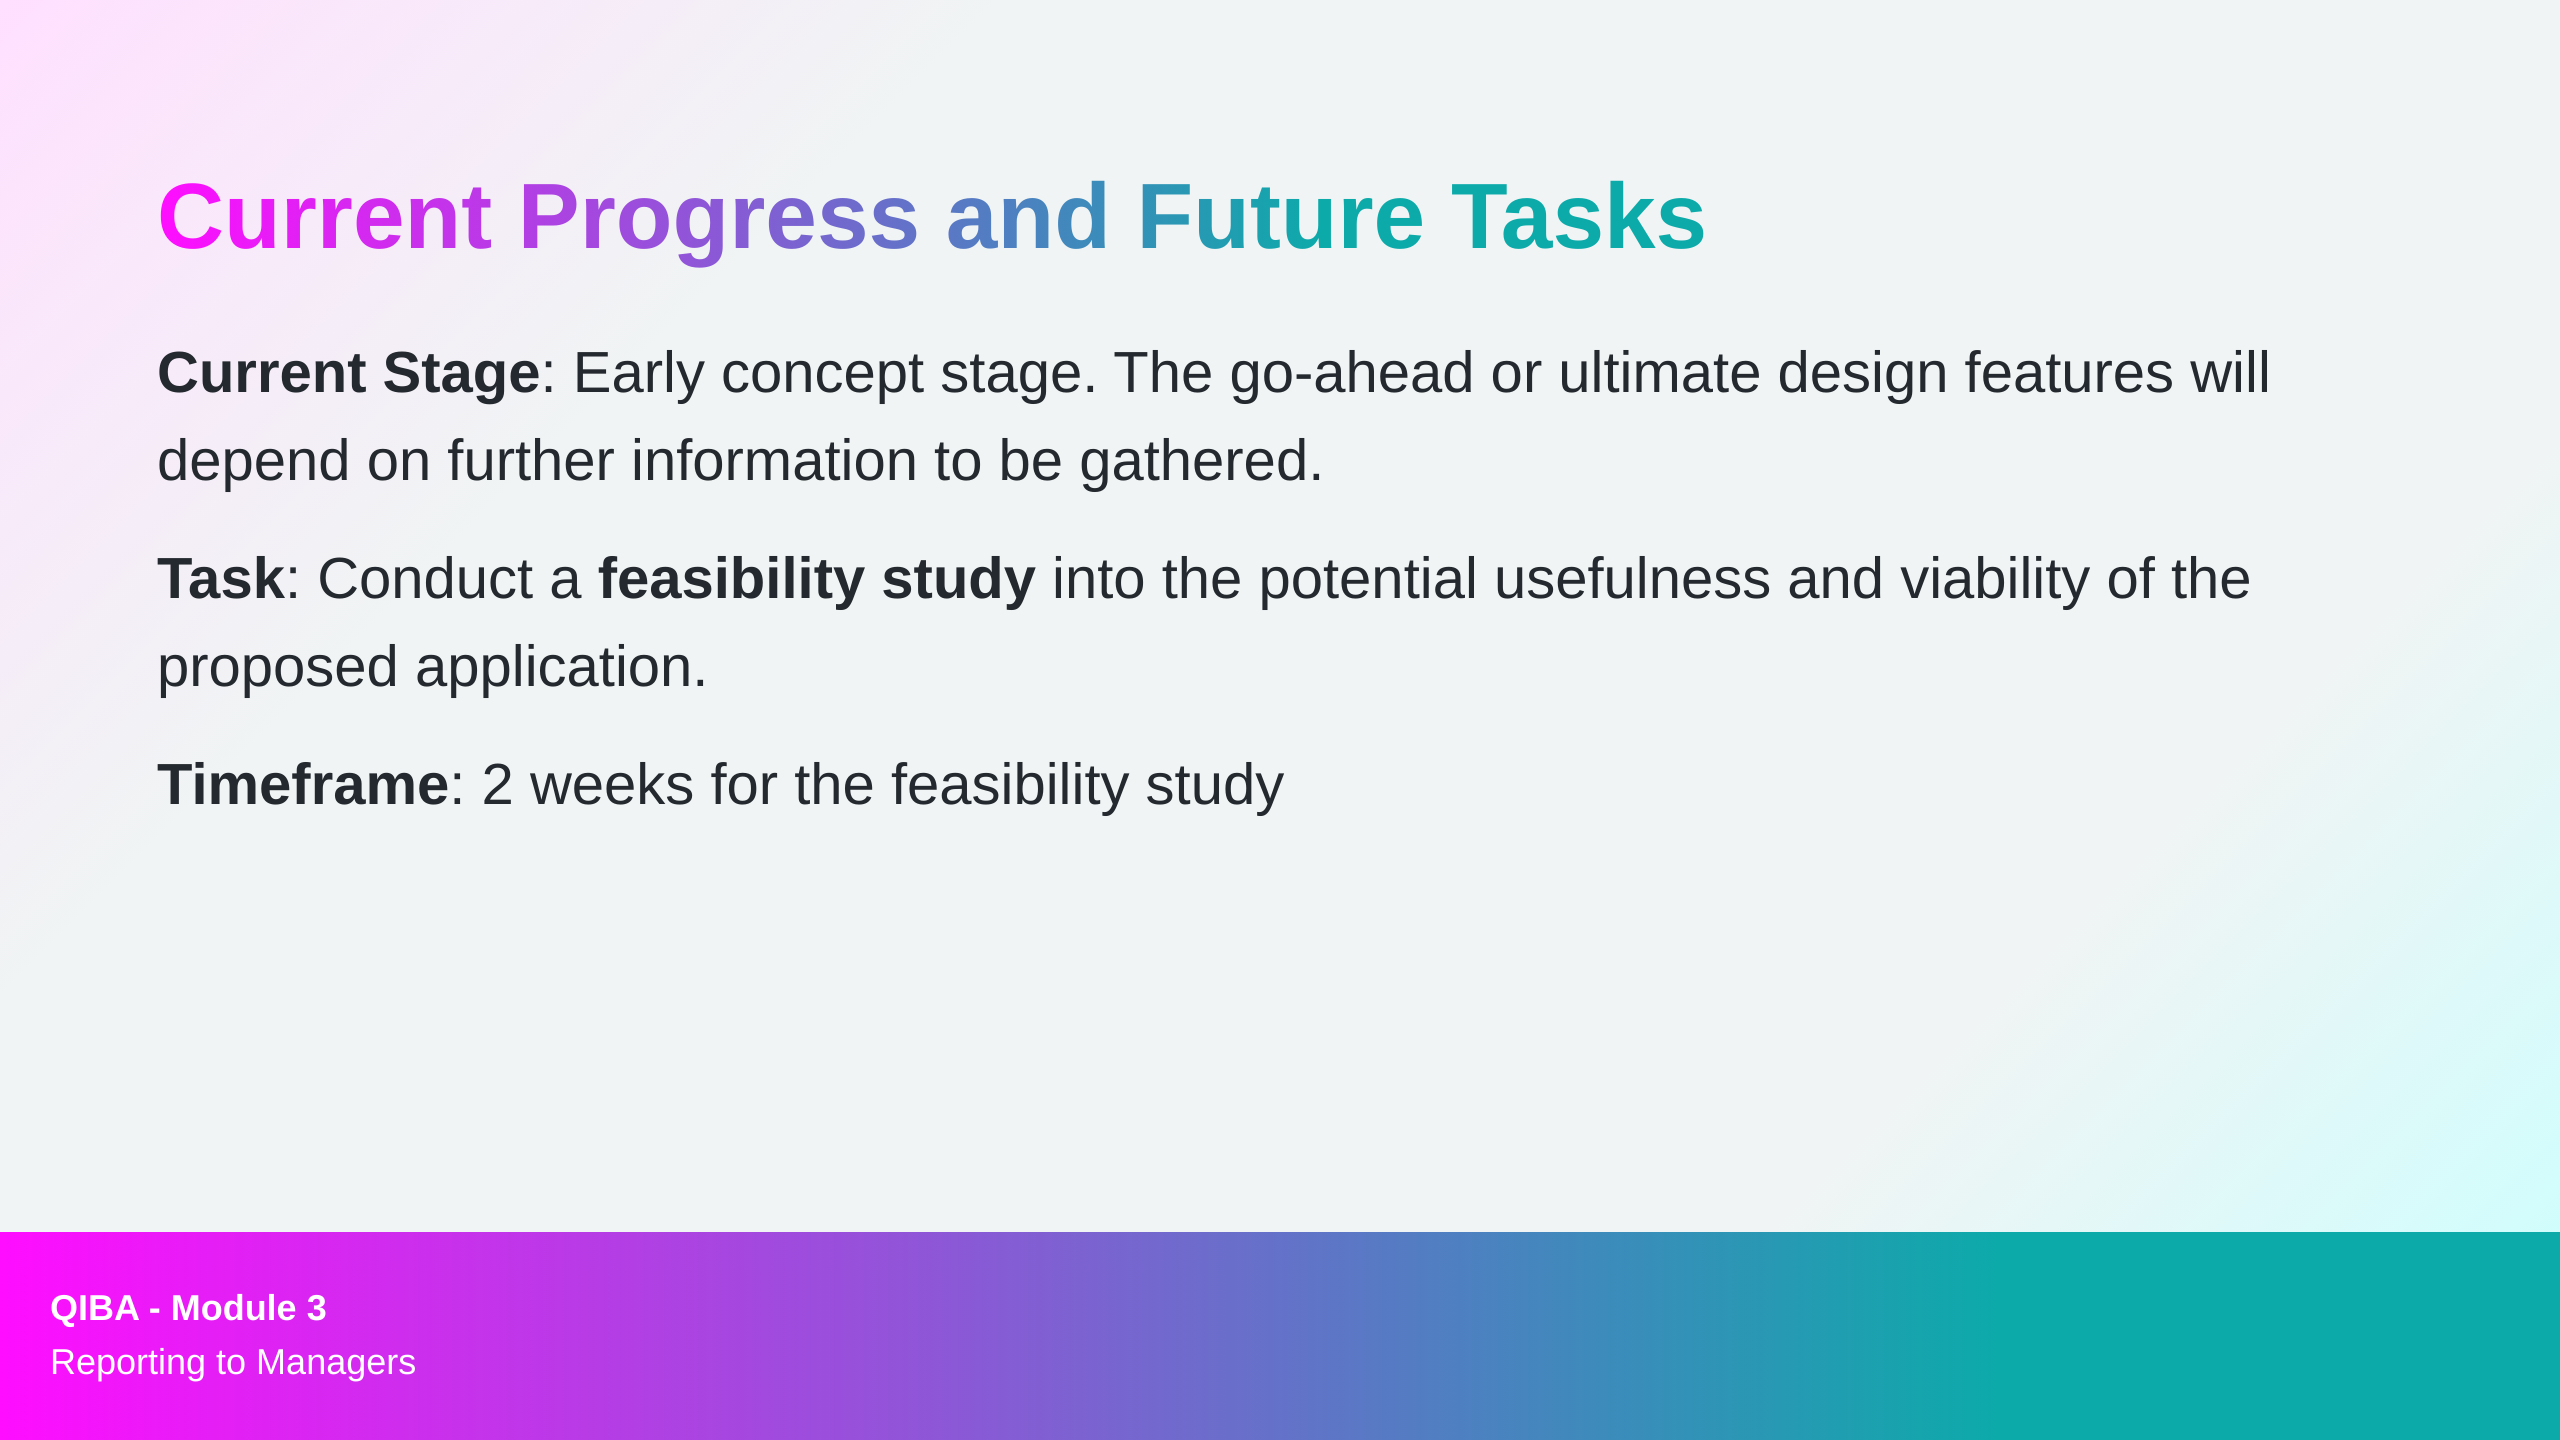 Current Progress and Future Tasks
Current Stage: Early concept stage. The go-ahead or ultimate design features will
depend on further information to be gathered.
Task: Conduct a feasibility study into the potential usefulness and viability of the
proposed application.
Timeframe: 2 weeks for the feasibility study
QIBA - Module 3
Reporting to Managers